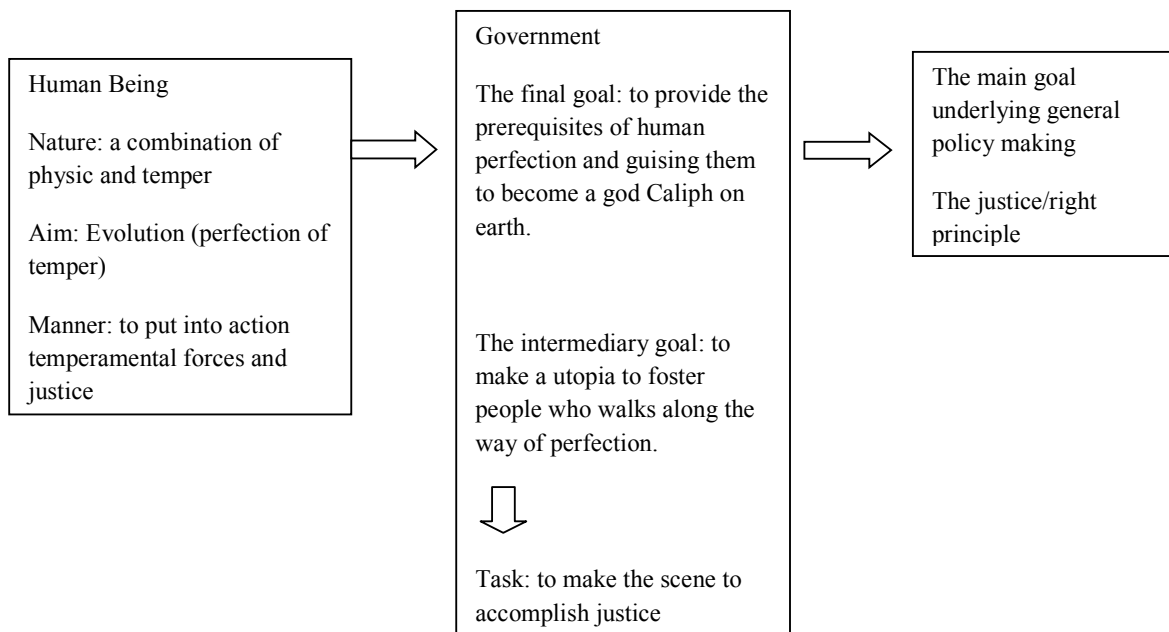 Human Being
Nature: a combination of
physic and temper
Aim: Evolution (perfection of
temper)
Manner: to put into action
temperamental forces and
justice
Government
The final goal: to provide the
prerequisites of human
perfection and guising them
to become a god Caliph on
earth.
The intermediary goal: to
make a utopia to foster
people who walks along the
way of perfection.
Task: to make the scene to
accomplish justice
The main goal
underlying general
policy making
The justice/right
principle